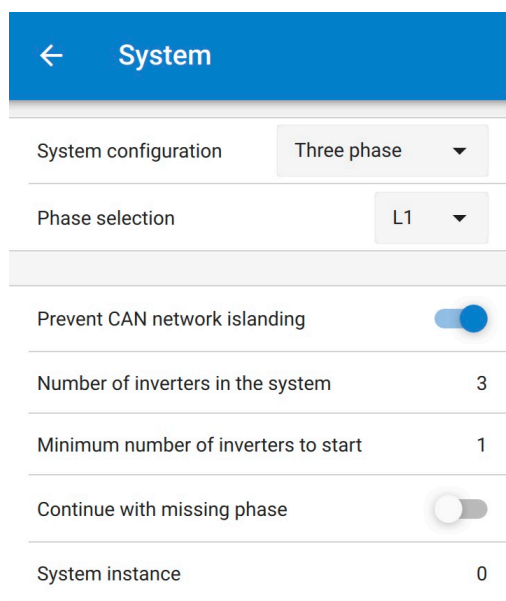 System
System configuration Three phase
Phase selection L1
Prevent CAN network islanding
Number of inverters in the system 3
Minimum number of inverters to start 1
Continue with missing phase
System instance 0